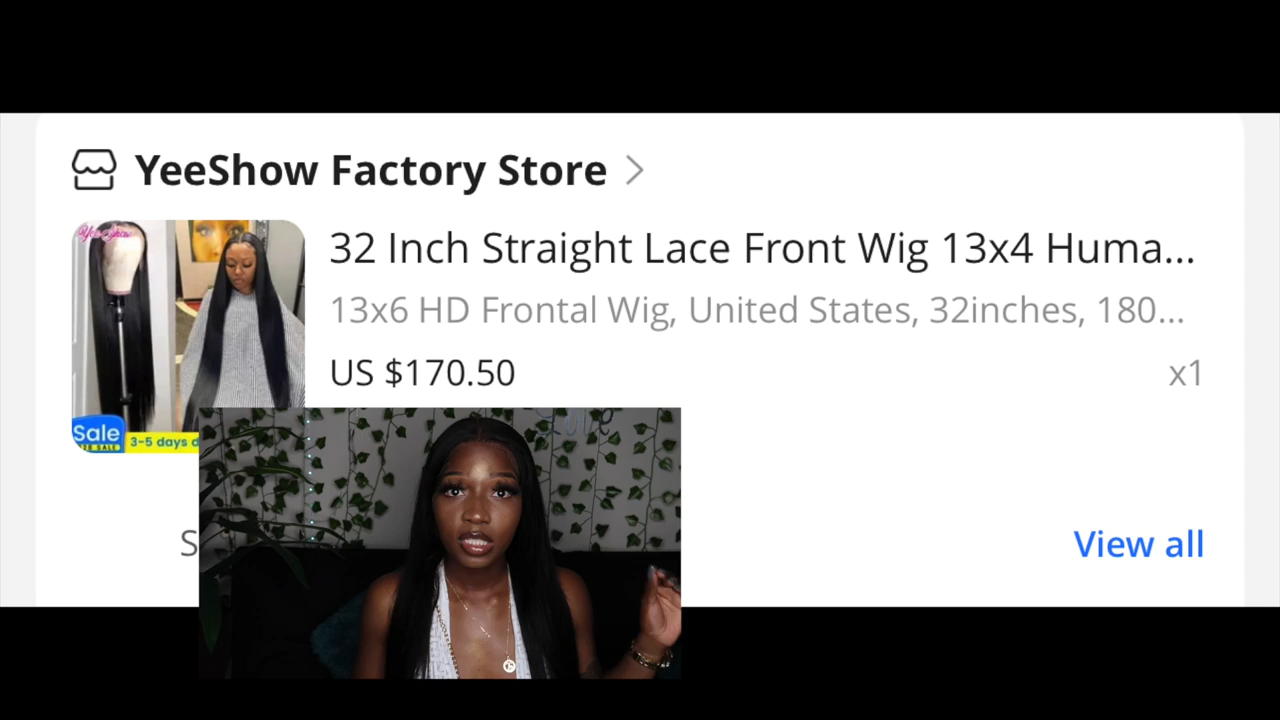 YeeShow Factory Store
YeeShow
32 Inch Straight Lace Front Wig 13x4 Huma...
13x6 HD Frontal Wig, United States, 32inches, 180...
US $170.50
x1
Sale
3-5 days d
S
View all